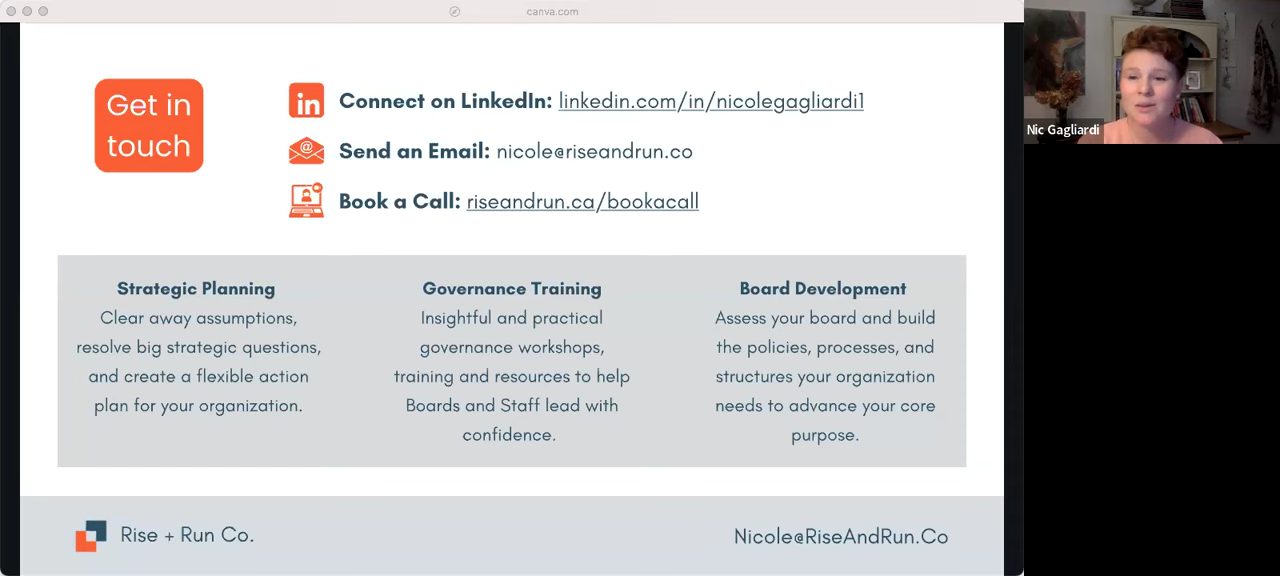 canva.com
Get in
touch
in
Connect on LinkedIn: linkedin.com/in/nicolegagliardi1
@
Send an Email: nicole@riseandrun.co
Book a Call: riseandrun.ca/bookacall
Strategic Planning
Clear away assumptions,
resolve big strategic questions,
and create a flexible action
plan for your organization.
Governance Training
Insightful and practical
governance workshops,
training and resources to help
Boards and Staff lead with
confidence.
Board Development
Assess your board and build
the policies, processes, and
structures your organization
needs to advance your core
purpose.
Rise + Run Co.
Nicole@RiseAndRun.Co
Nic Gagliardi